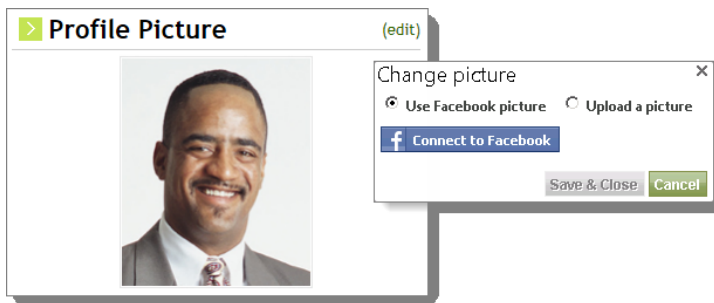 Profile Picture (edit)
Change picture
Use Facebook picture Upload a picture
f Connect to Facebook
Save & Close Cancel